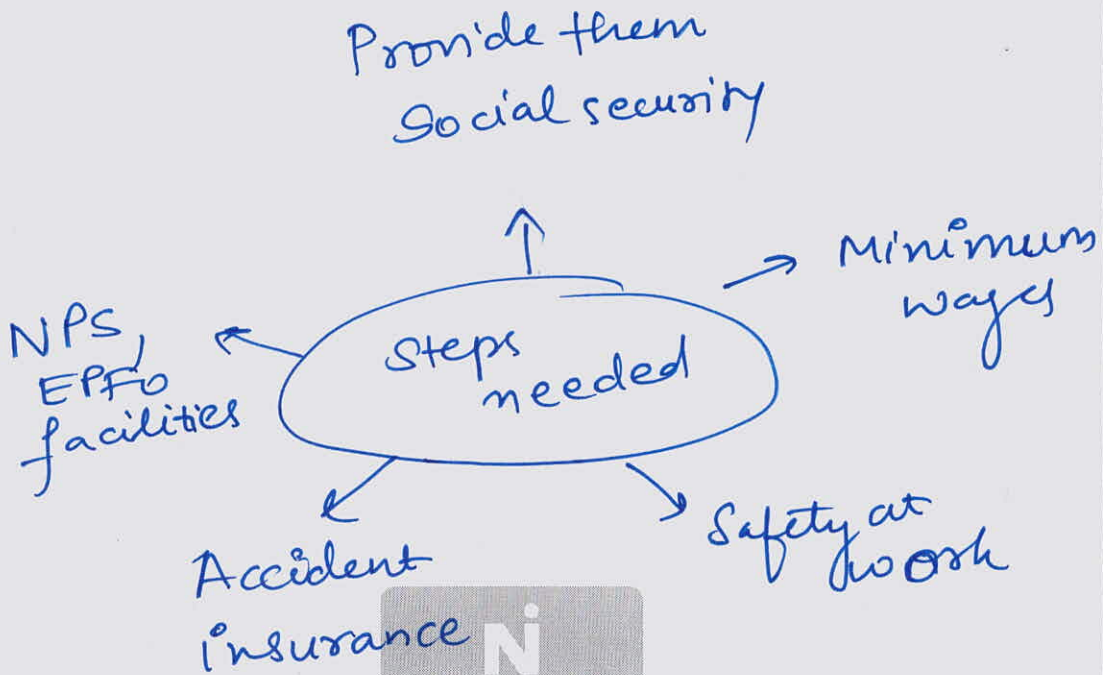 Provide them
Social security
Minimum
wages
NPS,
EPFO
facilities
Steps
needed
Safety at
work
Accident
insurance
N